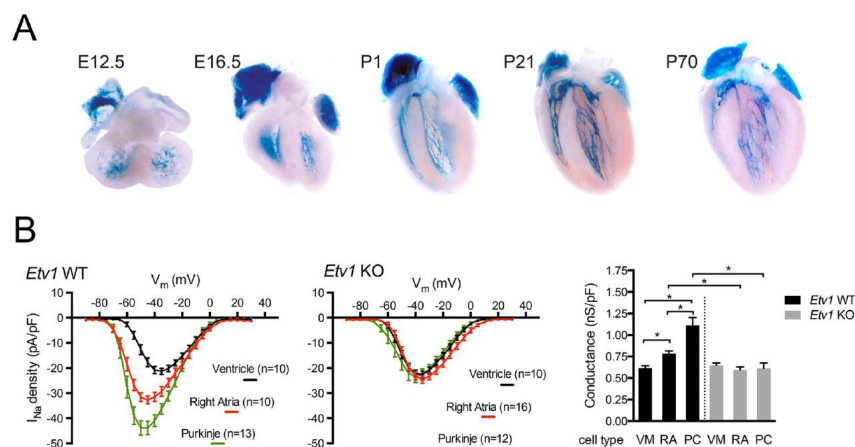 A
E12.5
E16.5
P1
P21
P70
B
Etv1 WT
Vm (mV)
-80 -60 -40 -20 0 20 40
0
-10
-20
-30
-40
-50
INa density (pA/pF)
Ventricle (n=10)
Right Atria (n=10)
Purkinje (n=13)
Etv1 KO
Vm (mV)
-80 -60 -40 -20 0 20 40
0
-10
-20
-30
-40
-50
Ventricle (n=10)
Right Atria (n=16)
Purkinje (n=12)
Conductance (nS/pF)
1.75
1.50
1.25
1.00
0.75
0.50
0.25
0.00
* * * * * *
* 
Etv1 WT
Etv1 KO
cell type VM RA PC VM RA PC